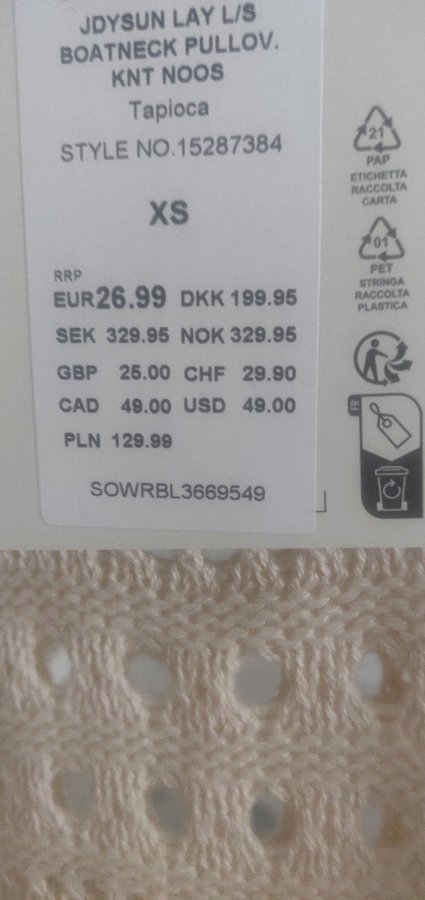 JDYSUN LAY L/S
BOATNECK PULLOV.
KNT NOOS
Tapioca
STYLE NO.15287384
XS
RRP
EUR 26.99 DKK 199.95
SEK 329.95 NOK 329.95
GBP 25.00 CHF 29.90
CAD 49.00 USD 49.00
PLN 129.99
SOWRBL3669549
21
PAP
ETICHETTA
RACCOLTA
CARTA
01
PET
STRINGA
RACCOLTA
PLASTICA
FR